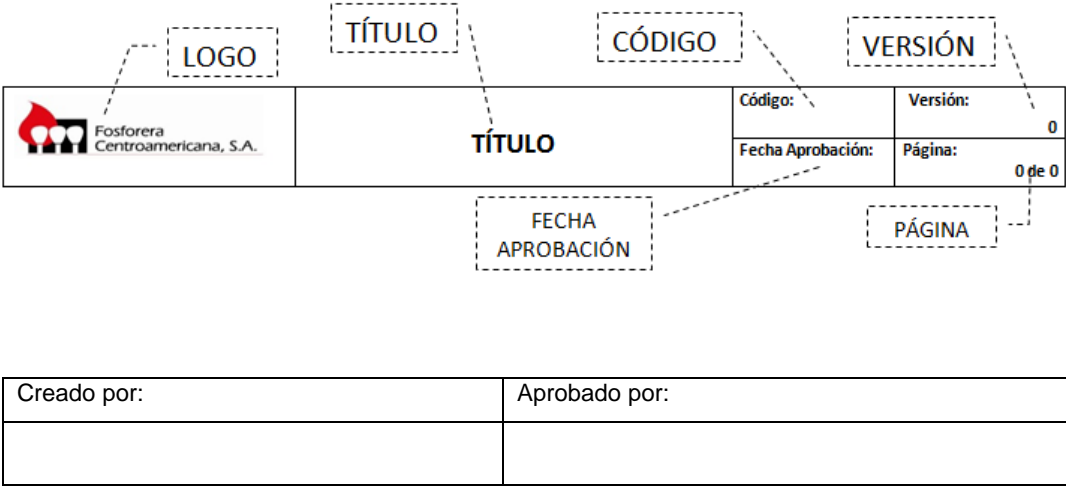 LOGO
TÍTULO
CÓDIGO
VERSIÓN
Fosforera
Centroamericana, S.A.
TÍTULO
Código:
Versión:
0
Fecha Aprobación:
Página:
0 de 0
FECHA
APROBACIÓN
PÁGINA
Creado por:
Aprobado por: